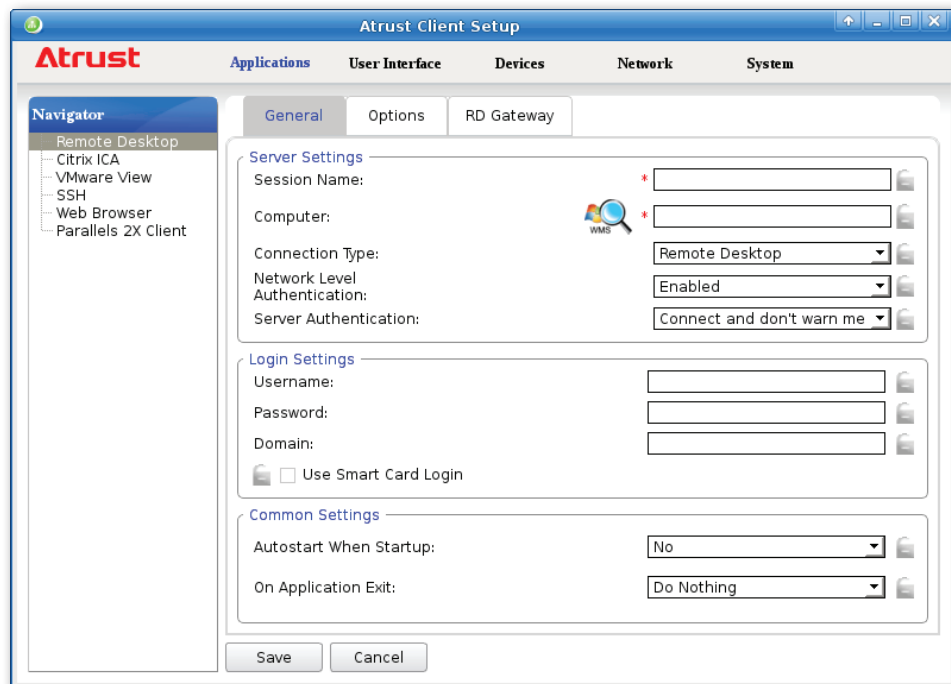 Atrust Client Setup
Atrust
Applications User Interface Devices Network System
Navigator
Remote Desktop
Citrix ICA
VMware View
SSH
Web Browser
Parallels 2X Client
General Options RD Gateway
Server Settings
Session Name: *
Computer: WMS *
Connection Type: Remote Desktop
Network Level
Authentication: Enabled
Server Authentication: Connect and don't warn me
Login Settings
Username:
Password:
Domain:
Use Smart Card Login
Common Settings
Autostart When Startup: No
On Application Exit: Do Nothing
Save Cancel